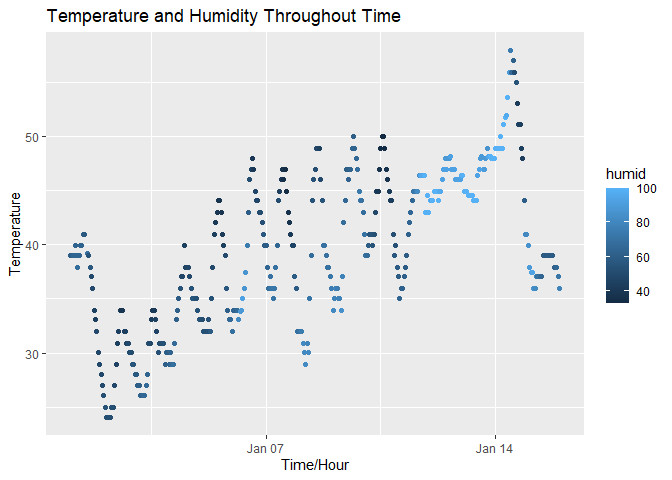 Temperature and Humidity Throughout Time
50
40
30
Temperature
Jan 07
Jan 14
Time/Hour
humid
100
80
60
40